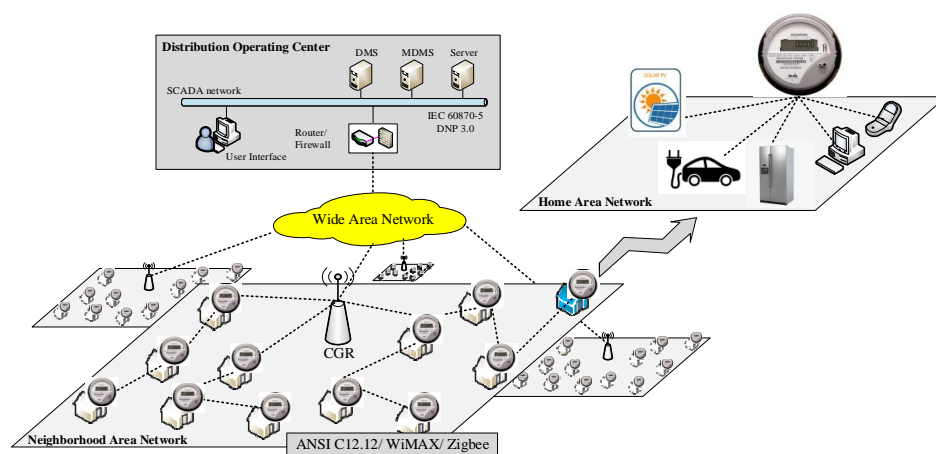 Distribution Operating Center
DMS
MDMS
Server
SCADA network
IEC 60870-5
DNP 3.0
Router/
Firewall
User Interface
SOLAR PV
Home Area Network
Wide Area Network
CGR
Neighborhood Area Network
ANSI C12.12/ WiMAX/ Zigbee